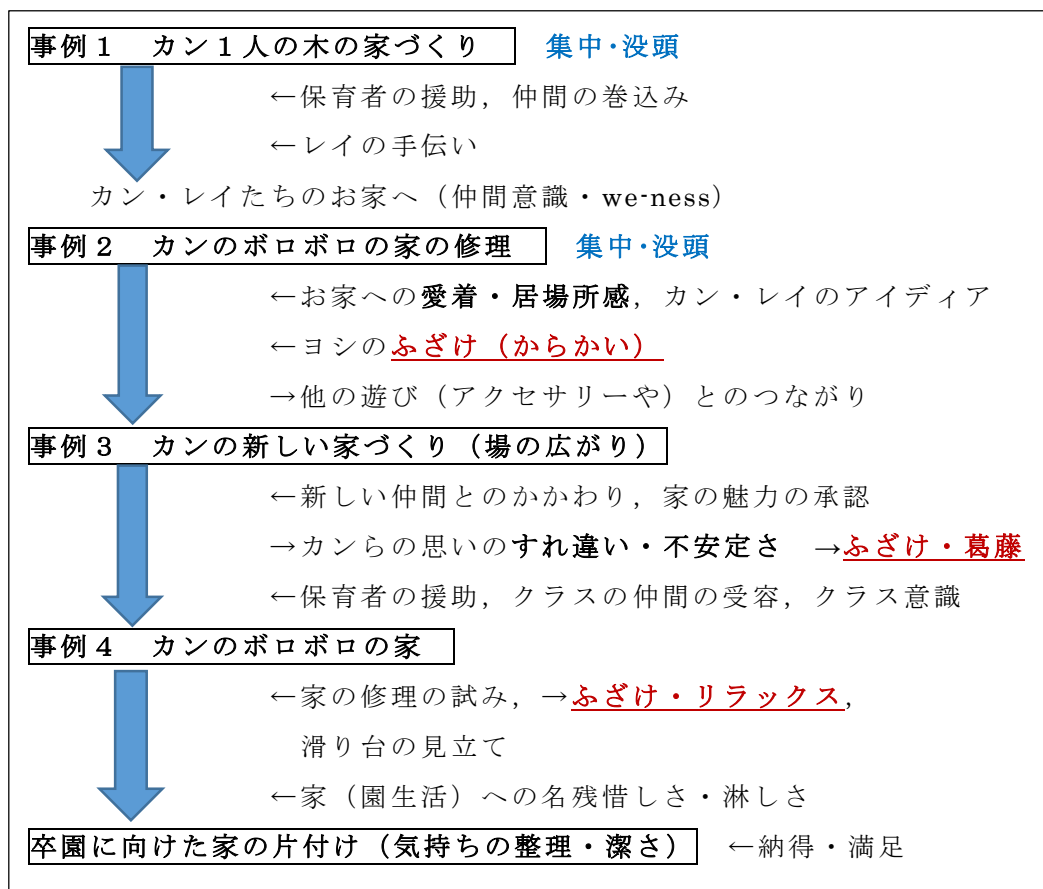 事例１　カン１人の木の家づくり　集中・没頭
←保育者の援助，仲間の巻込み
←レイの手伝い
カン・レイたちのお家へ（仲間意識・we-ness）
事例２　カンのボロボロの家の修理　集中・没頭
←お家への愛着・居場所感，カン・レイのアイディア
←ヨシのふざけ（からかい）
→他の遊び（アクセサリーや）とのつながり
事例３　カンの新しい家づくり（場の広がり）
←新しい仲間とのかかわり，家の魅力の承認
→カンらの思いのすれ違い・不安定さ　→ふざけ・葛藤
←保育者の援助，クラスの仲間の受容，クラス意識
事例４　カンのボロボロの家
←家の修理の試み，→ふざけ・リラックス，
滑り台の見立て
←家（園生活）への名残惜しさ・淋しさ
卒園に向けた家の片付け（気持ちの整理・潔さ）　←納得・満足